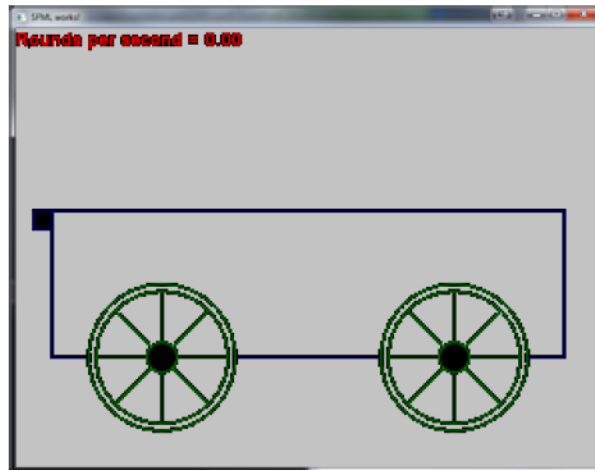 SFML works!
Rounds per second = 0.00